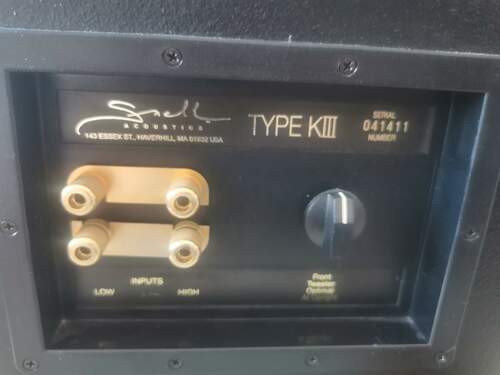 Snell
ACOUSTICS
143 ESSEX ST., HAVERHILL, MA 01832 USA
TYPE KIII
SERIAL
041411
NUMBER
INPUTS
LOW
HIGH
Front
Tweeter
Optimal